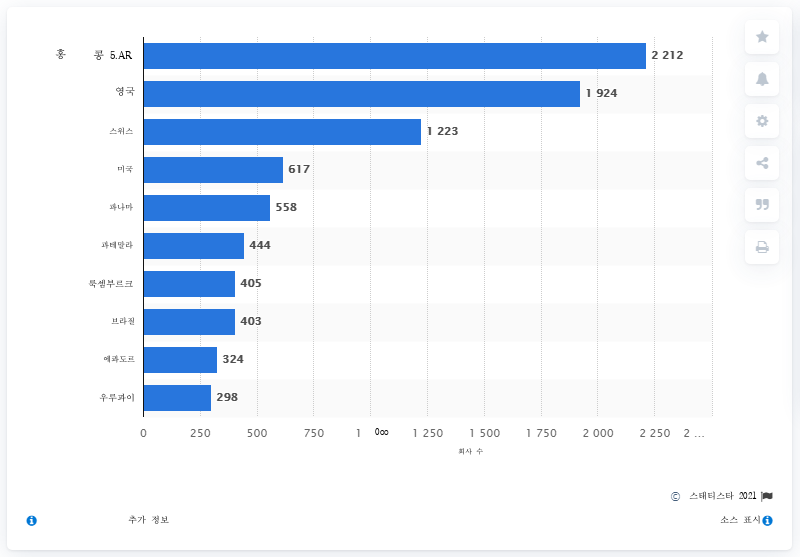 홍 콩 S.AR 2 212
영국 1 924
스위스 1 223
미국 617
파나마 558
과테말라 444
룩셈부르크 405
브라질 403
에콰도르 324
우루과이 298
0 250 500 750 1 000 1 250 1 500 1 750 2 000 2 250 2 ...
회사 수
© 스태티스타 2021
추가 정보 소스 표시